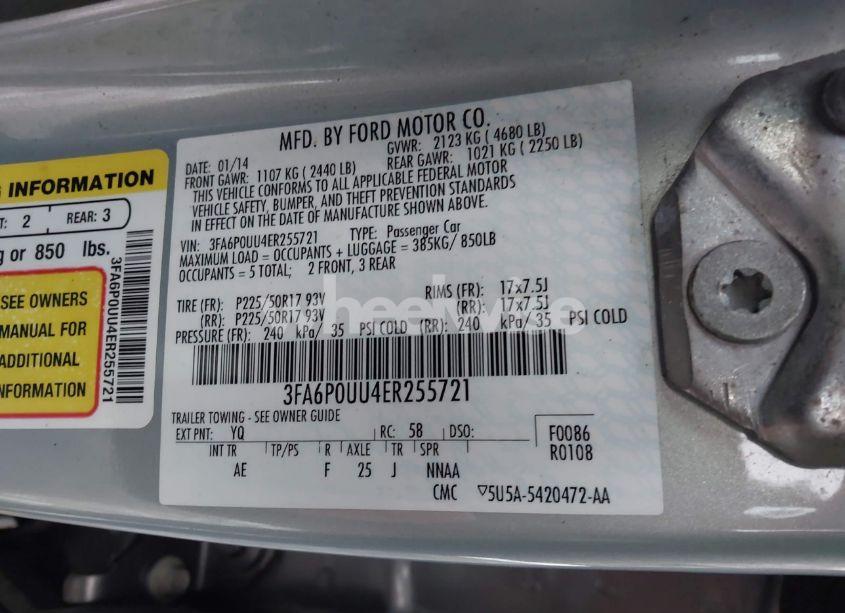 MFD. BY FORD MOTOR CO.
DATE: 01/14 GVWR: 2123 KG ( 4680 LB)
FRONT GAWR: 1107 KG ( 2440 LB) REAR GAWR: 1021 KG ( 2250 LB)
THIS VEHICLE CONFORMS TO ALL APPLICABLE FEDERAL MOTOR
VEHICLE SAFETY, BUMPER, AND THEFT PREVENTION STANDARDS
IN EFFECT ON THE DATE OF MANUFACTURE SHOWN ABOVE.
VIN: 3FA6P0UU4ER255721 TYPE: Passenger Car
MAXIMUM LOAD = OCCUPANTS + LUGGAGE = 385KG/ 850LB
OCCUPANTS = 5 TOTAL; 2 FRONT, 3 REAR
TIRE (FR): P225/50R17 93V RIMS (FR): 17x7.5J
(RR): P225/50R17 93V (RR): 17x7.5J
PRESSURE (FR): 240 kPa/ 35 PSI COLD (RR): 240 kPa/ 35 PSI COLD
3FA6P0UU4ER255721
TRAILER TOWING - SEE OWNER GUIDE
EXT PNT: YQ RC: 58 DSO: F0086
R0108
INT TR TP/PS R AXLE TR SPR
AE F 25 J NNAA
CMC ▽5U5A-5420472-AA
INFORMATION
: 2 REAR: 3
or 850 lbs.
SEE OWNERS
MANUAL FOR
ADDITIONAL
INFORMATION
3FA6P0UU4ER255721